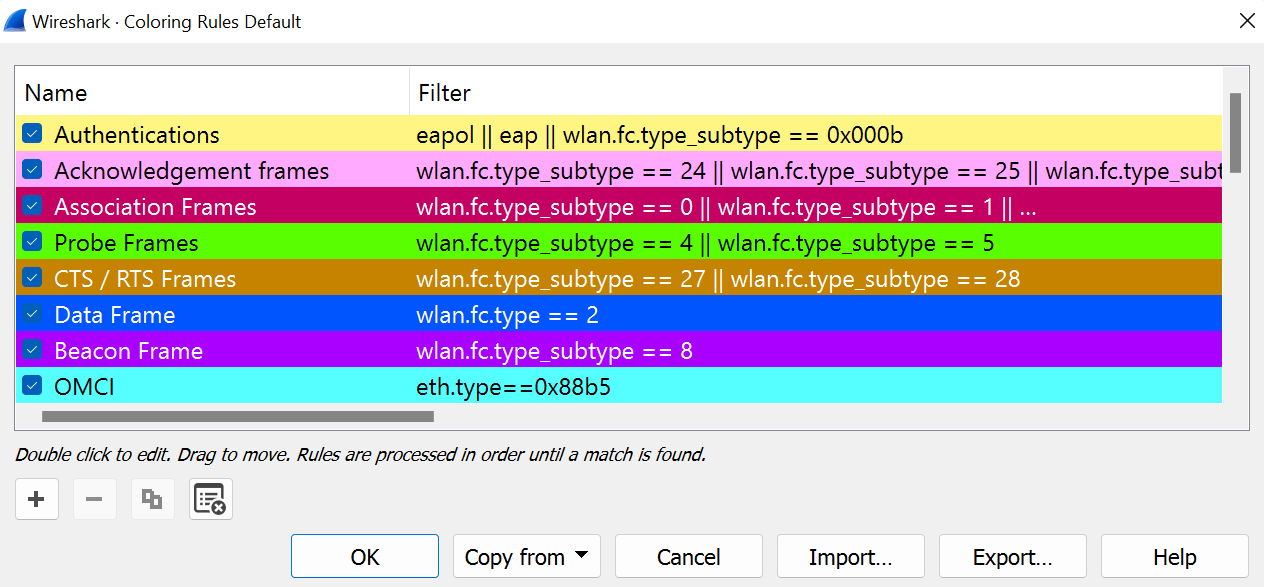 Wireshark · Coloring Rules Default
Name Filter
Authentications eapol || eap || wlan.fc.type_subtype == 0x000b
Acknowledgement frames wlan.fc.type_subtype == 24 || wlan.fc.type_subtype == 25 || wlan.fc.type_subt
Association Frames wlan.fc.type_subtype == 0 || wlan.fc.type_subtype == 1 || ...
Probe Frames wlan.fc.type_subtype == 4 || wlan.fc.type_subtype == 5
CTS / RTS Frames wlan.fc.type_subtype == 27 || wlan.fc.type_subtype == 28
Data Frame wlan.fc.type == 2
Beacon Frame wlan.fc.type_subtype == 8
OMCI eth.type==0x88b5
Double click to edit. Drag to move. Rules are processed in order until a match is found.
OK Copy from Cancel Import... Export... Help